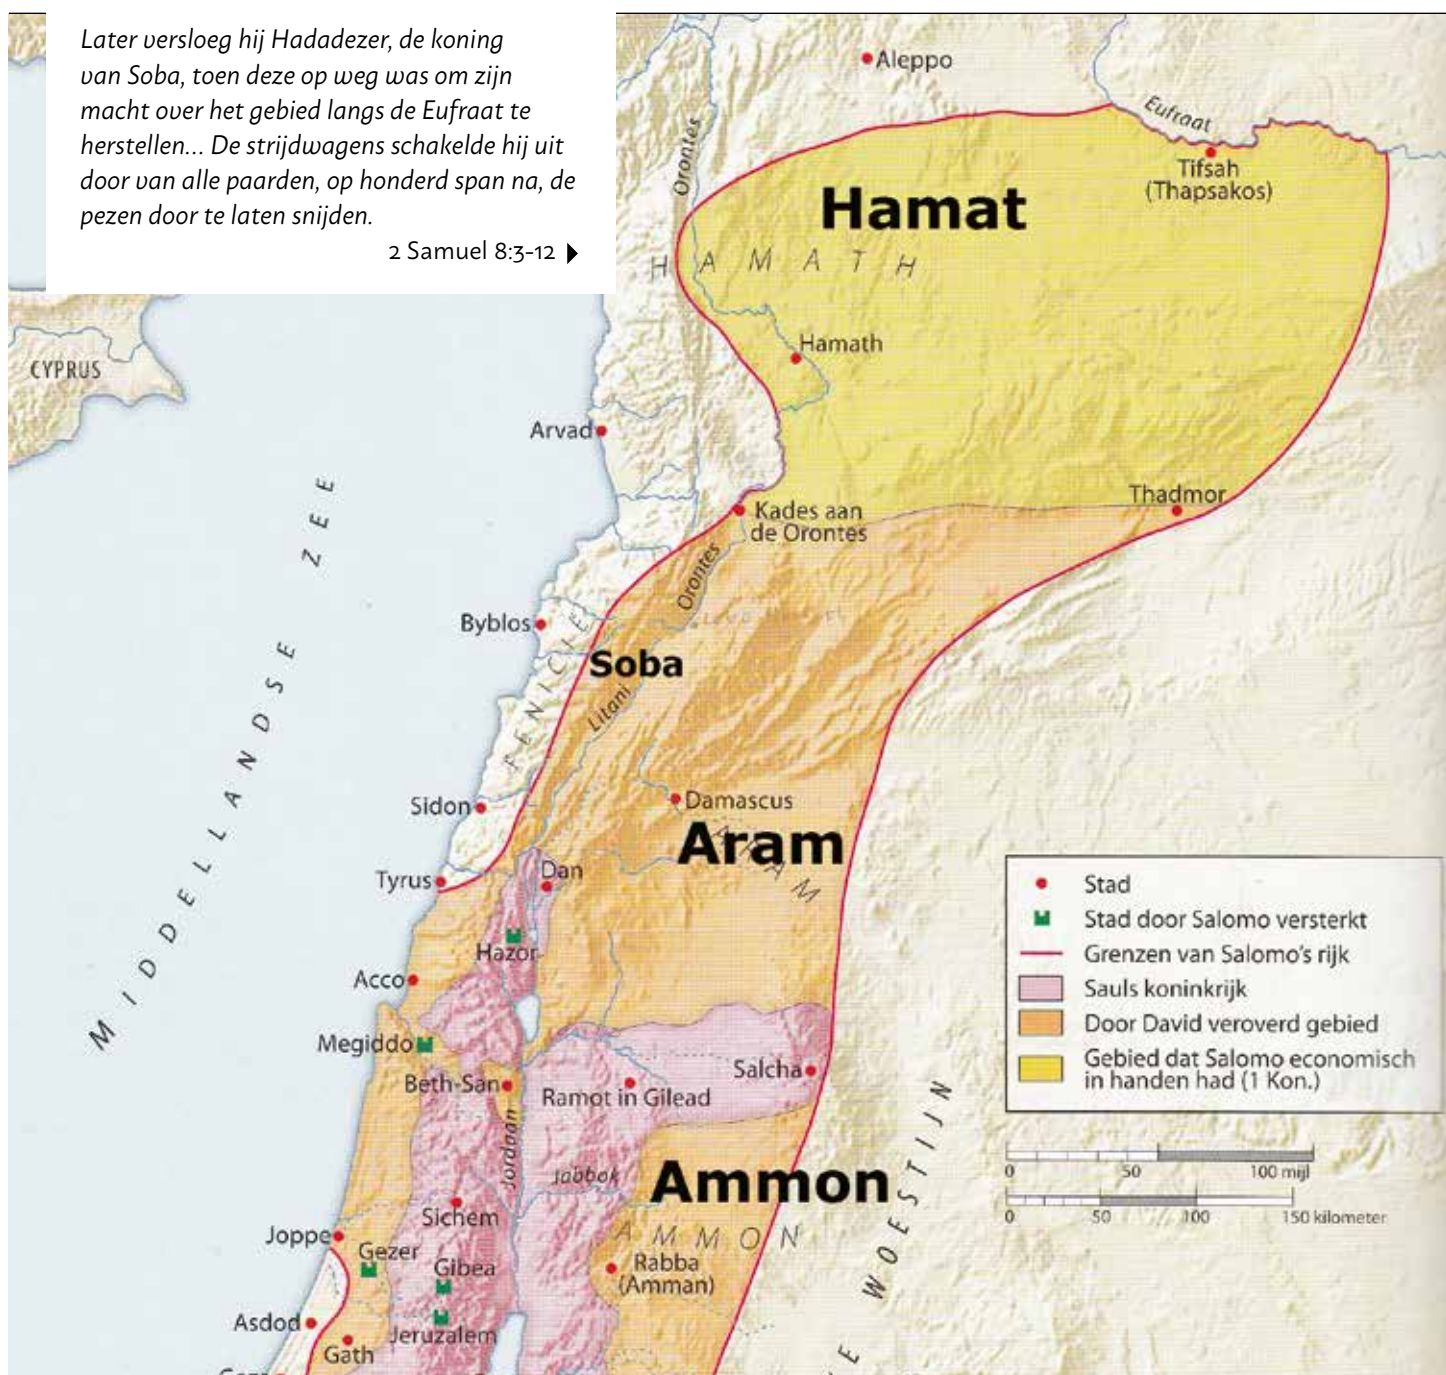 Later versloeg hij Hadadezer, de koning
van Soba, toen deze op weg was om zijn
macht over het gebied langs de Eufraat te
herstellen... De strijdwagens schakelde hij uit
door van alle paarden, op honderd span na, de
pezen door te laten snijden.
2 Samuel 8:3-12
Aleppo
Eufraat
Orontes
Tifsah
(Thapsakos)
Hamat
HAMATH
Hamath
CYPRUS
Arvad
Thadmor
Kades aan
de Orontes
MIDDELLANDSE ZEE
Orontes
Byblos
FENICIË
Soba
Litani
Sidon
Damascus
Aram
ARAM
Tyrus
Dan
Hazor
Acco
Megiddo
Beth-San
Salcha
Ramot in Gilead
Jordaan
Jabbok
Ammon
AMMON
WOESTIJN
Sichem
Joppe
Gezer
Gibea
Rabba
(Amman)
Asdod
Jeruzalem
Gath
Stad
Stad door Salomo versterkt
Grenzen van Salomo's rijk
Sauls koninkrijk
Door David veroverd gebied
Gebied dat Salomo economisch
in handen had (1 Kon.)
0 50 100 mijl
0 50 100 150 kilometer